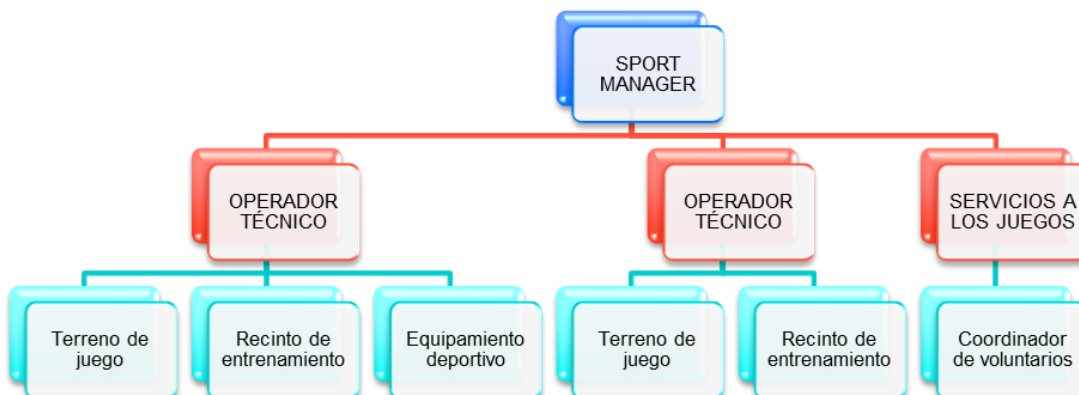 SPORT
MANAGER
OPERADOR
TÉCNICO
OPERADOR
TÉCNICO
SERVICIOS A
LOS JUEGOS
Terreno de
juego
Recinto de
entrenamiento
Equipamiento
deportivo
Terreno de
juego
Recinto de
entrenamiento
Coordinador
de voluntarios